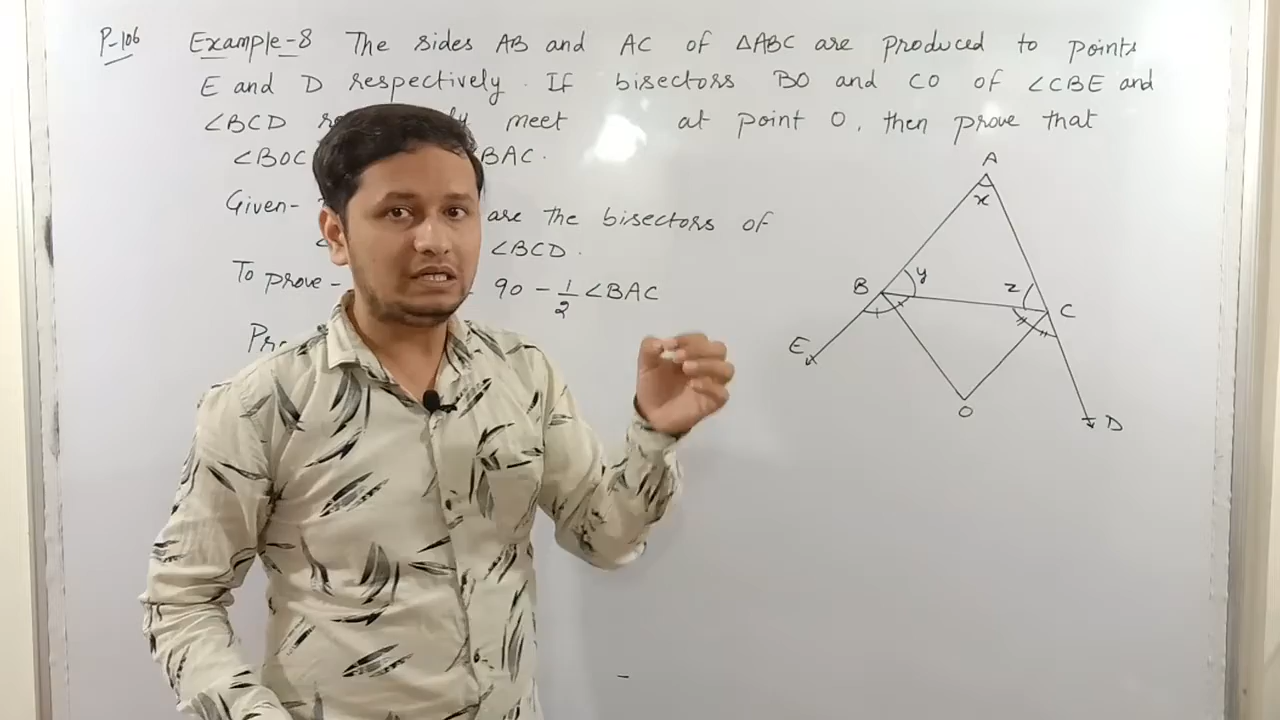 P-106 Example-8 The sides AB and AC of ΔABC are produced to points
E and D respectively. If bisectors BO and CO of ∠CBE and
∠BCD meet at point O, then prove that
∠BOC BAC.
Given- are the bisectors of
∠BCD.
To prove- 90 - 1/2 ∠BAC
A
x
B y z C
E
O D